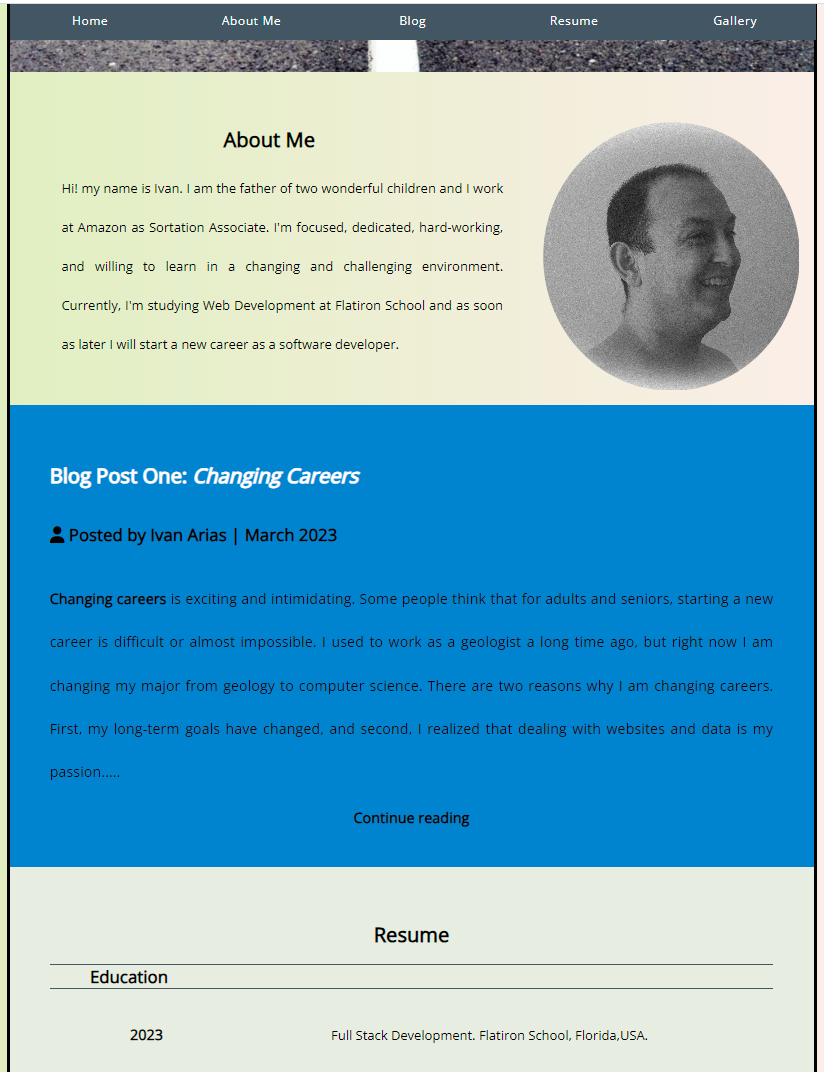 Home About Me Blog Resume Gallery
About Me
Hi! my name is Ivan. I am the father of two wonderful children and I work
at Amazon as Sortation Associate. I'm focused, dedicated, hard-working,
and willing to learn in a changing and challenging environment.
Currently, I'm studying Web Development at Flatiron School and as soon
as later I will start a new career as a software developer.
Blog Post One: Changing Careers
Posted by Ivan Arias | March 2023
Changing careers is exciting and intimidating. Some people think that for adults and seniors, starting a new
career is difficult or almost impossible. I used to work as a geologist a long time ago, but right now I am
changing my major from geology to computer science. There are two reasons why I am changing careers.
First, my long-term goals have changed, and second, I realized that dealing with websites and data is my
passion.....
Continue reading
Resume
Education
2023 Full Stack Development. Flatiron School, Florida,USA.